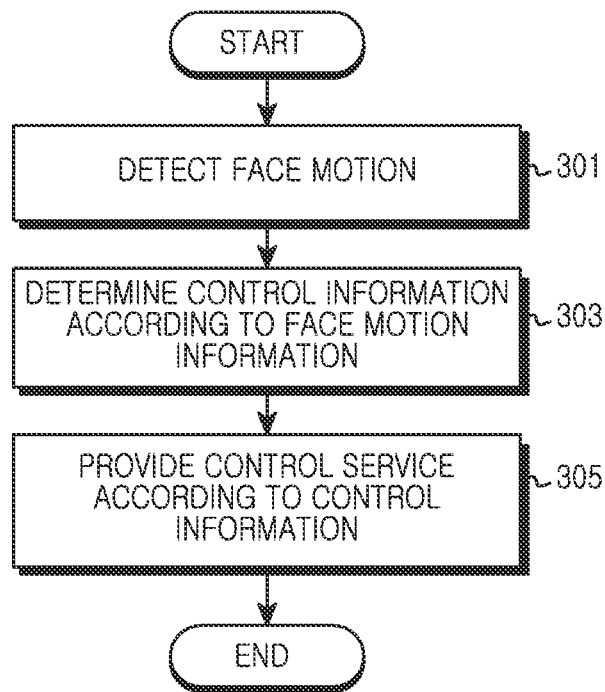 START
DETECT FACE MOTION
301
DETERMINE CONTROL INFORMATION
ACCORDING TO FACE MOTION
INFORMATION
303
PROVIDE CONTROL SERVICE
ACCORDING TO CONTROL
INFORMATION
305
END